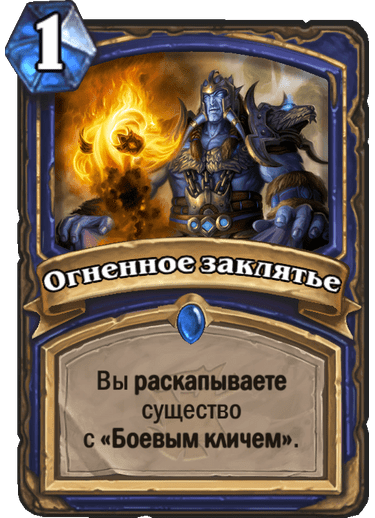 1
Огненное заклятье
Вы раскапываете
существо
с «Боевым кличем».